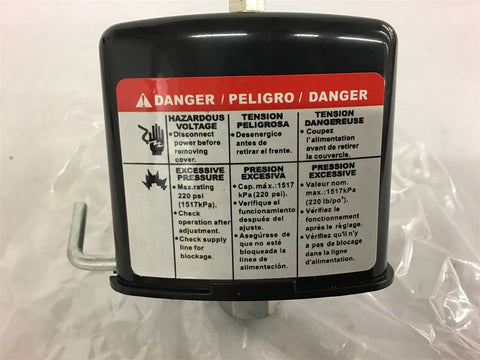 DANGER / PELIGRO / DANGER
HAZARDOUS
VOLTAGE
• Disconnect
power before
removing
cover.
TENSION
PELIGROSA
• Desenergice
antes de
retirar el frente.
TENSION
DANGEREUSE
• Coupez
l'alimentation
avant de retirer
le couvercle.
EXCESSIVE
PRESSURE
• Max.rating
220 psi
(1517kPa).
• Check
operation after
adjustment.
• Check supply
line for
blockage.
PRESION
EXCESIVA
• Cap. máx.:1517
kPa(220 psi).
• Verifique el
funcionamiento
después del
ajuste.
• Asegúrese de
que no esté
bloqueada la
linea de
alimentación.
PRESSION
EXCESSIVE
• Valeur nom.
max.:1517kPa)
(220 lb/po²).
• Vérifiez le
fonctionnement
après le réglage.
• Vérifiez qu'il n'y
a pas de blocage
dans la ligne
d'alimentation.